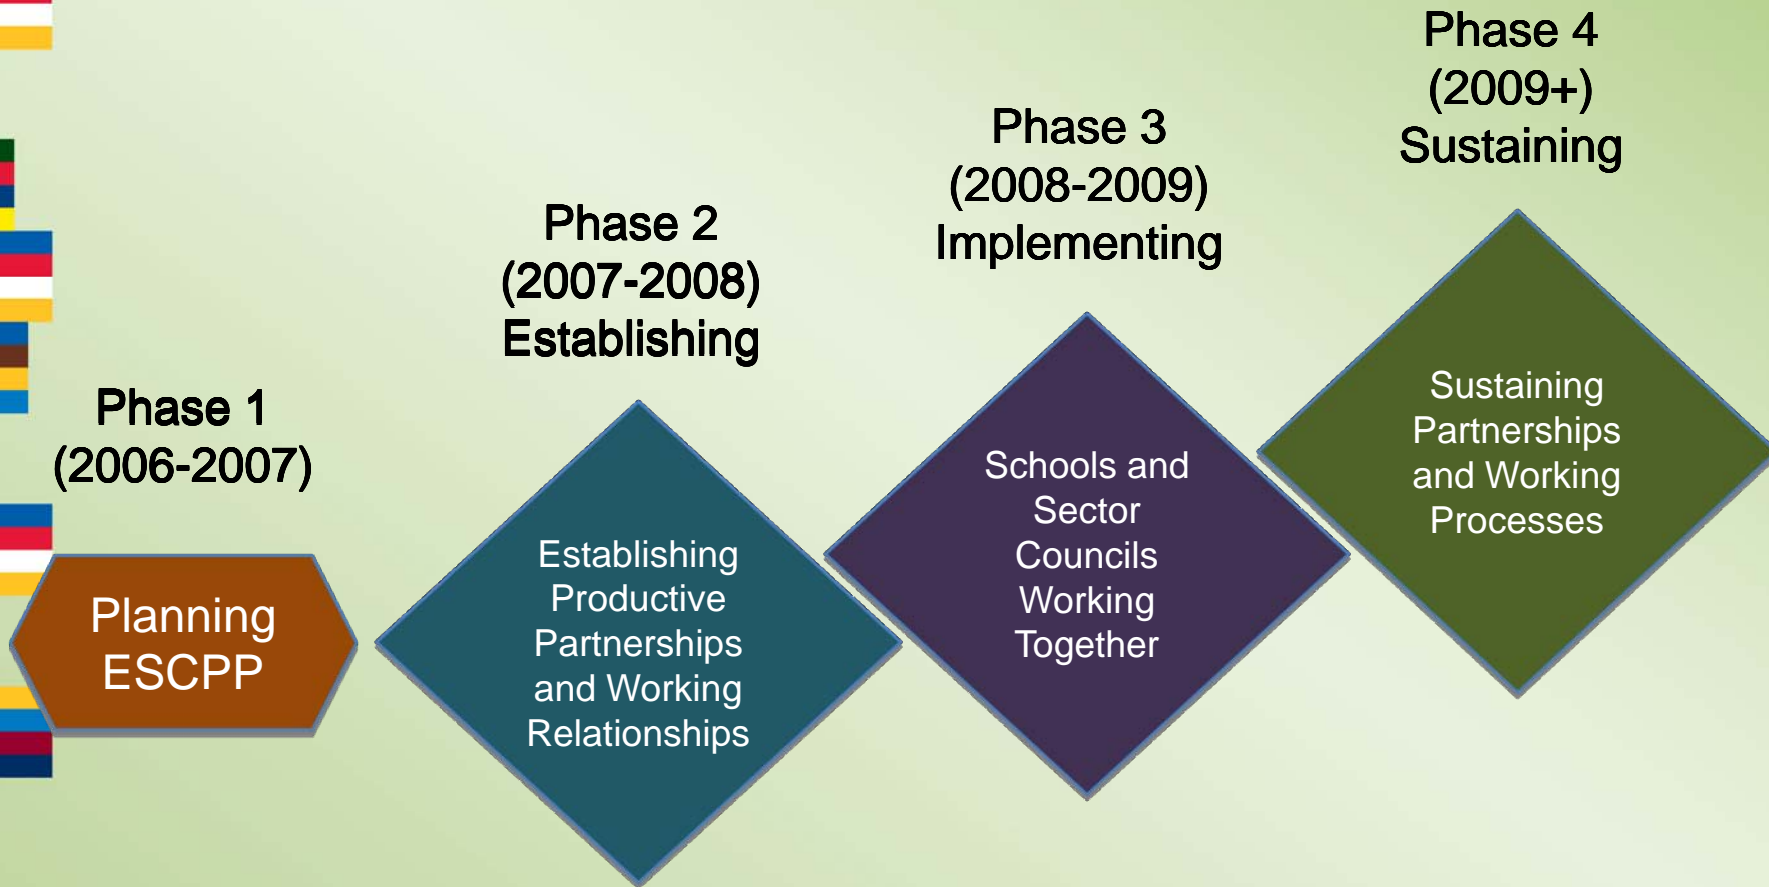 Phase 1
(2006-2007)
Planning
ESCPP
Phase 2
(2007-2008)
Establishing
Establishing
Productive
Partnerships
and Working
Relationships
Phase 3
(2008-2009)
Implementing
Schools and
Sector
Councils
Working
Together
Phase 4
(2009+)
Sustaining
Sustaining
Partnerships
and Working
Processes